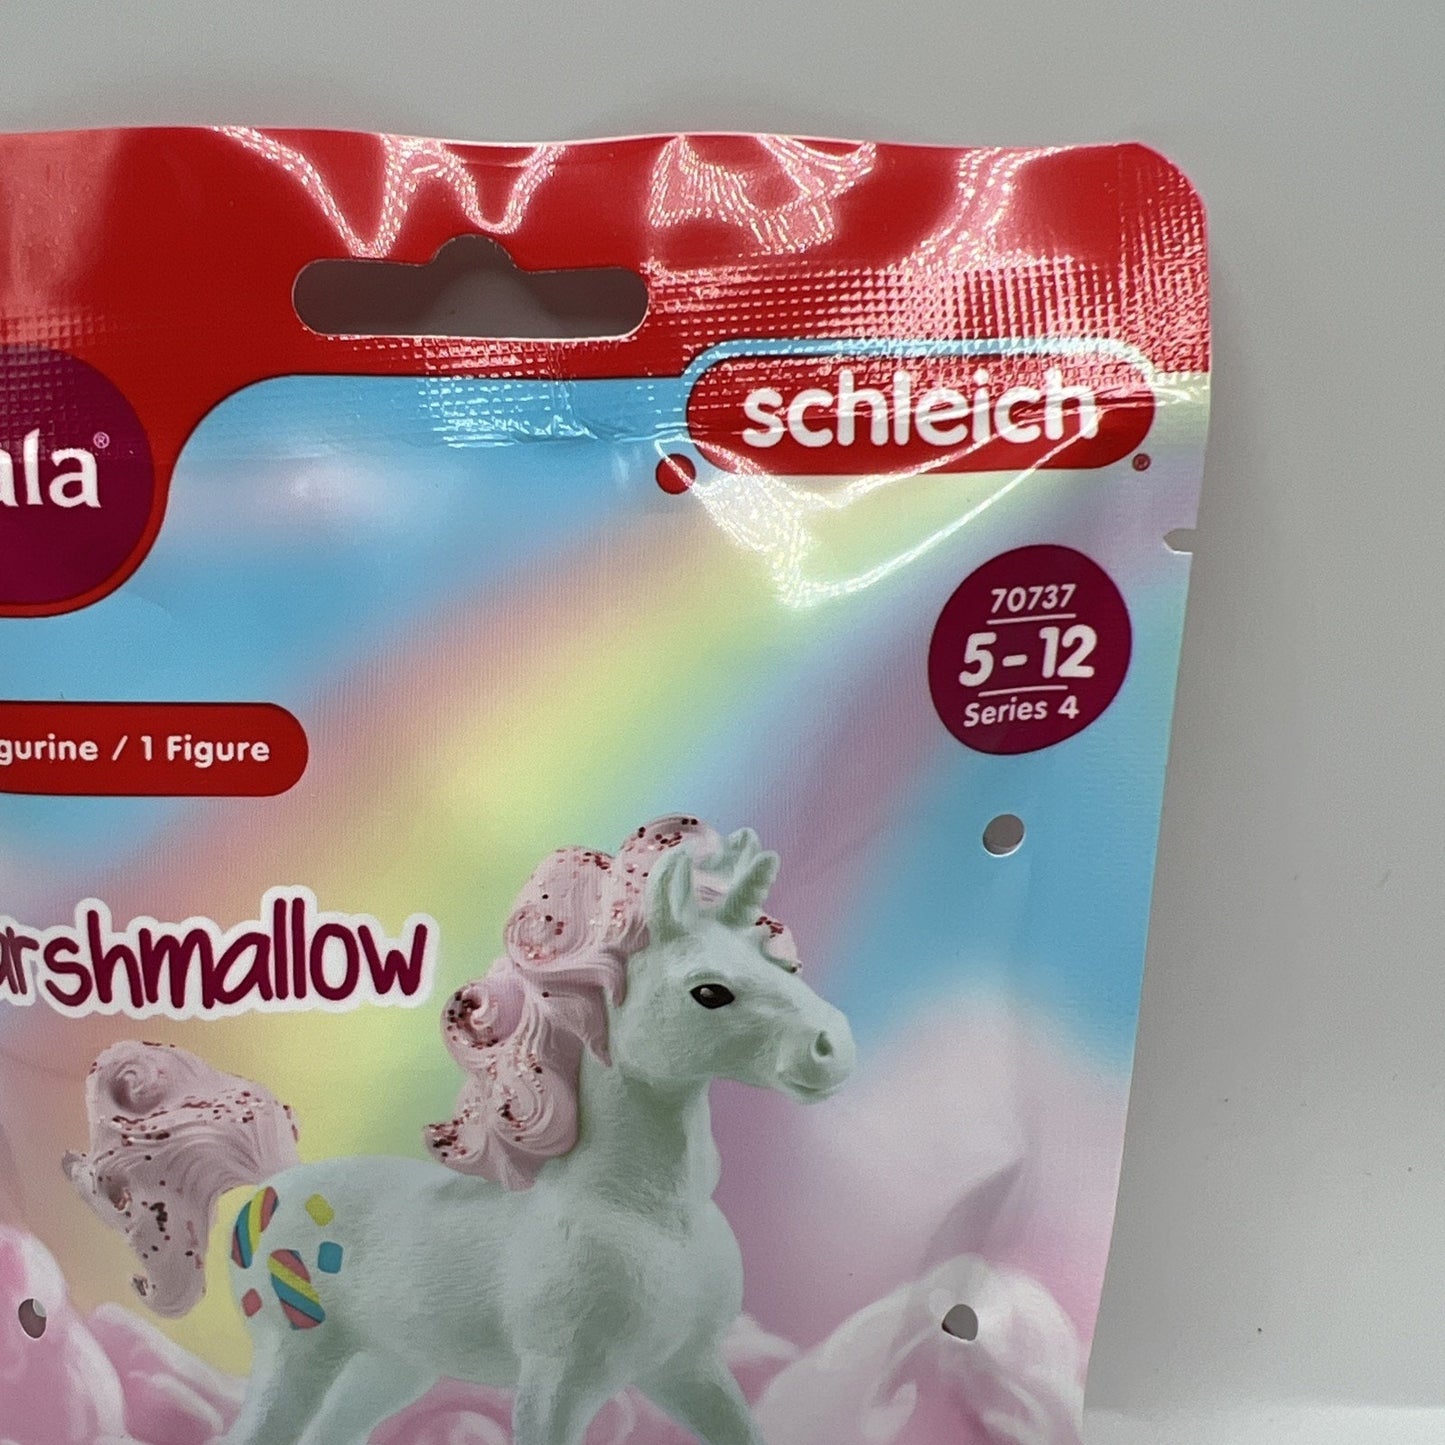 schleich®
ala®
70737
5-12
Series 4
gurine / 1 Figure
arshmallow